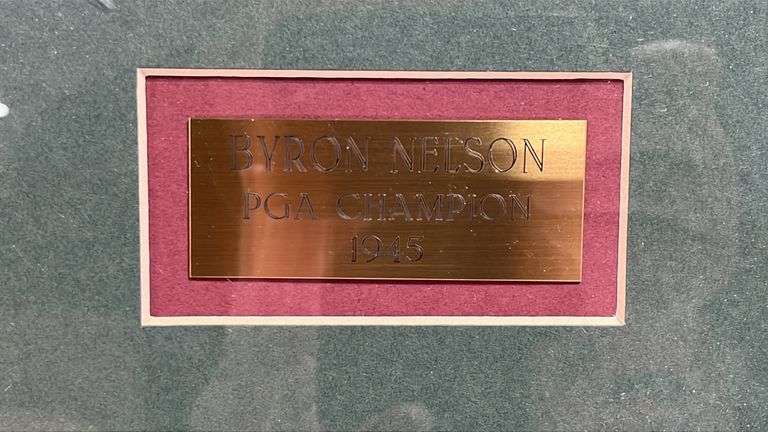 BYRON NELSON
PGA CHAMPION
1945